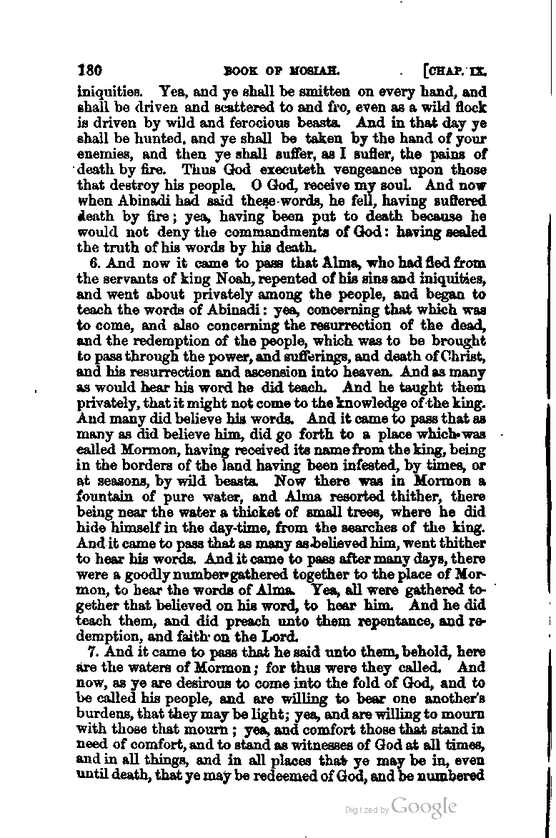 180 BOOK OF MOSIAH. [CHAP. IX.
iniquities. Yea, and ye shall be smitten on every hand, and
shall be driven and scattered to and fro, even as a wild flock
is driven by wild and ferocious beasts. And in that day ye
shall be hunted, and ye shall be taken by the hand of your
enemies, and then ye shall suffer, as I suffer, the pains of
death by fire. Thus God executeth vengeance upon those
that destroy his people. O God, receive my soul. And now
when Abinadi had said these words, he fell, having suffered
death by fire; yea, having been put to death because he
would not deny the commandments of God: having sealed
the truth of his words by his death.
6. And now it came to pass that Alma, who had fled from
the servants of king Noah, repented of his sins and iniquities,
and went about privately among the people, and began to
teach the words of Abinadi: yea, concerning that which was
to come, and also concerning the resurrection of the dead,
and the redemption of the people, which was to be brought
to pass through the power, and sufferings, and death of Christ,
and his resurrection and ascension into heaven. And as many
as would hear his word he did teach. And he taught them
privately, that it might not come to the knowledge of the king.
And many did believe his words. And it came to pass that as
many as did believe him, did go forth to a place which was
called Mormon, having received its name from the king, being
in the borders of the land having been infested, by times, or
at seasons, by wild beasts. Now there was in Mormon a
fountain of pure water, and Alma resorted thither, there
being near the water a thicket of small trees, where he did
hide himself in the day-time, from the searches of the king.
And it came to pass that as many as believed him, went thither
to hear his words. And it came to pass after many days, there
were a goodly number gathered together to the place of Mor-
mon, to hear the words of Alma. Yea, all were gathered to-
gether that believed on his word, to hear him. And he did
teach them, and did preach unto them repentance, and re-
demption, and faith on the Lord.
7. And it came to pass that he said unto them, behold, here
are the waters of Mormon; for thus were they called. And
now, as ye are desirous to come into the fold of God, and to
be called his people, and are willing to bear one another's
burdens, that they may be light; yea, and are willing to mourn
with those that mourn; yea, and comfort those that stand in
need of comfort, and to stand as witnesses of God at all times,
and in all things, and in all places that ye may be in, even
until death, that ye may be redeemed of God, and be numbered
Digitized by Google